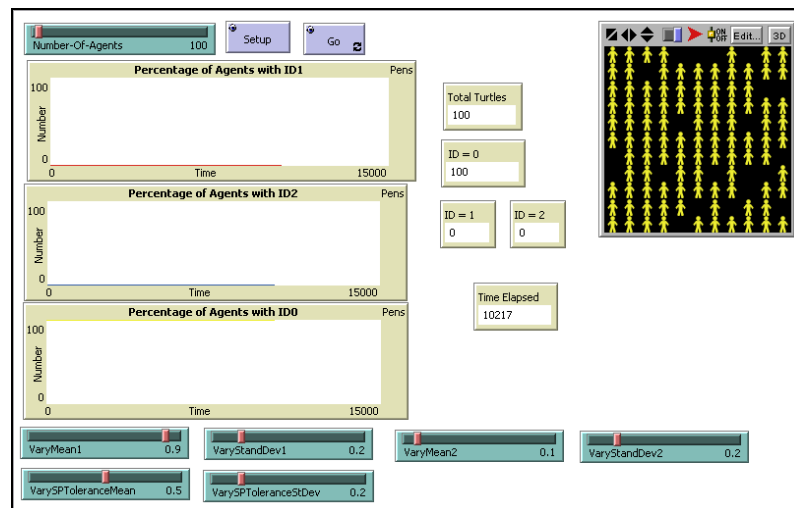 Number-Of-Agents 100
Setup
Go
ON
OFF
Edit...
3D
Percentage of Agents with ID1
Pens
100
Number
0
0
Time
15000
Total Turtles
100
ID = 0
100
Percentage of Agents with ID2
Pens
100
Number
0
0
Time
15000
ID = 1
0
ID = 2
0
Time Elapsed
10217
Percentage of Agents with ID0
Pens
100
Number
0
0
Time
15000
VaryMean1 0.9
VaryStandDev1 0.2
VaryMean2 0.1
VaryStandDev2 0.2
VarySPToleranceMean 0.5
VarySPToleranceStDev 0.2